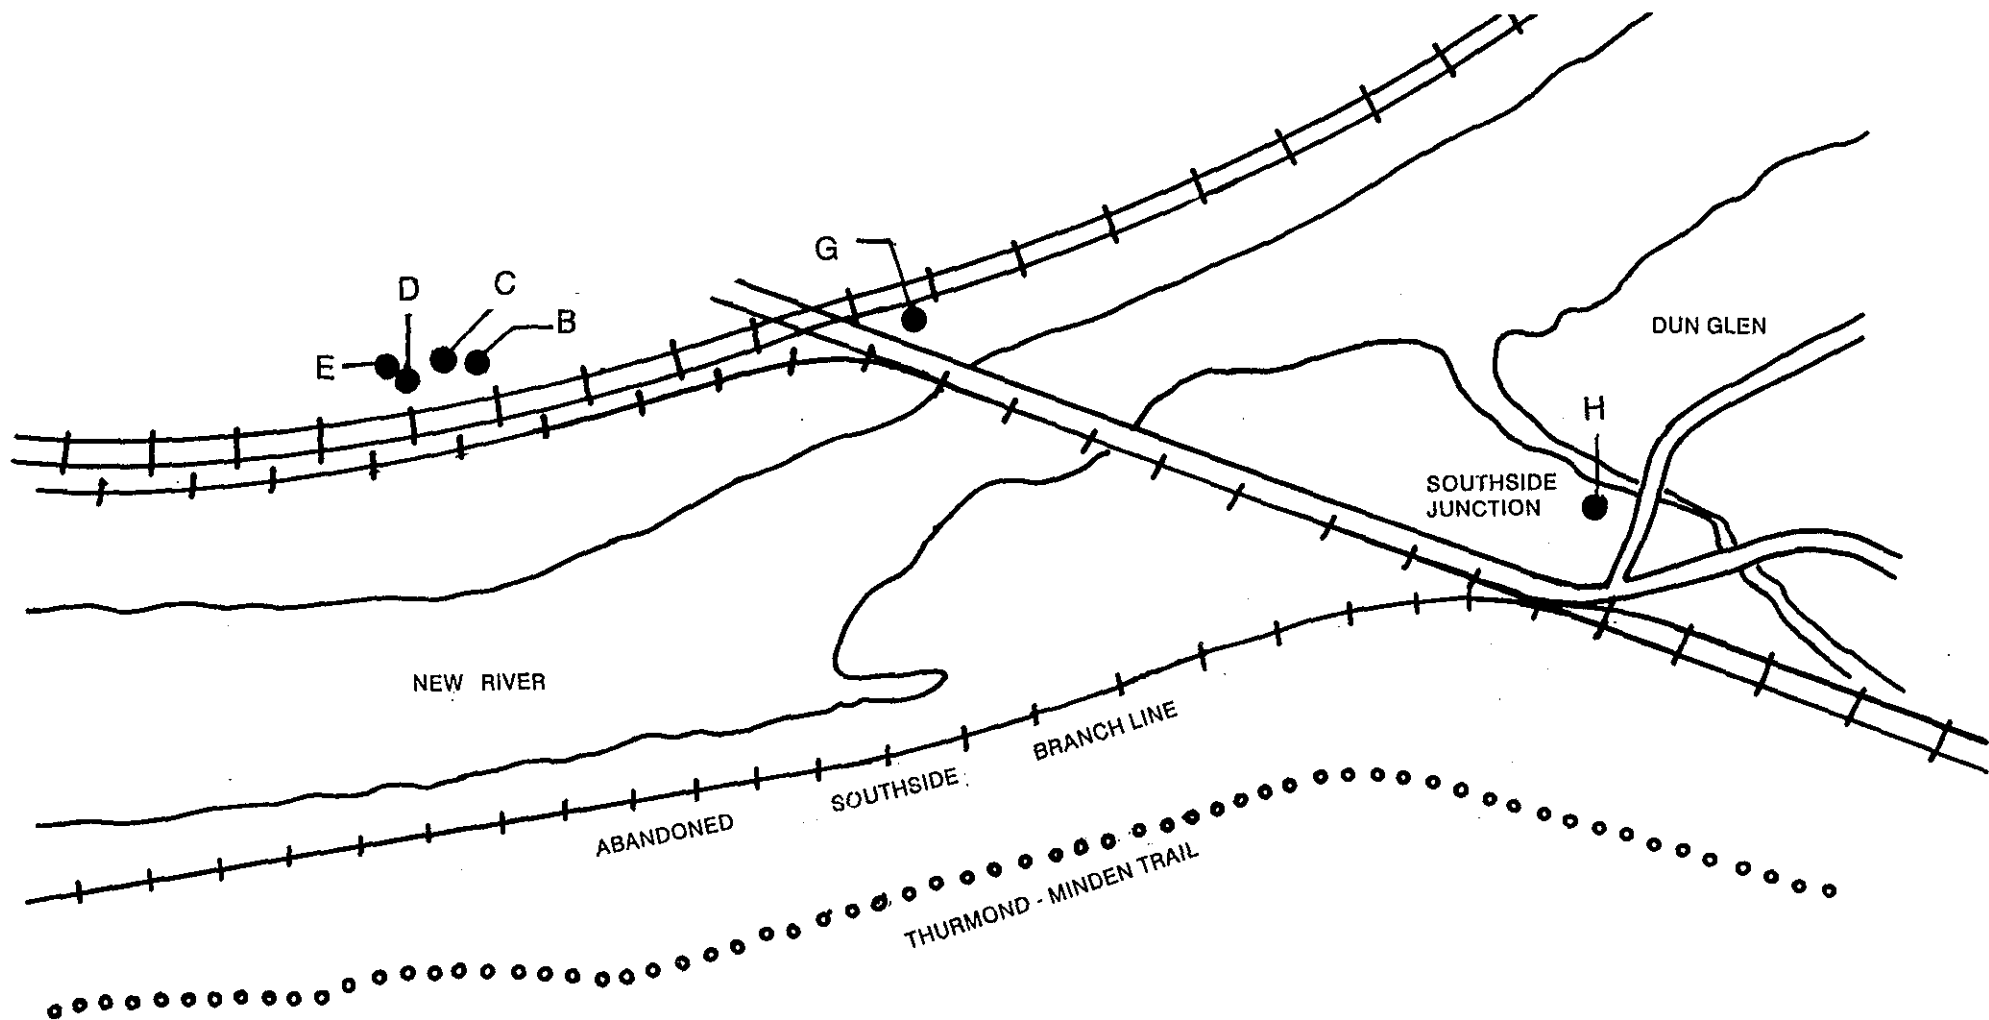 G
D
C
B
E
DUN GLEN
H
SOUTHSIDE
JUNCTION
NEW RIVER
ABANDONED SOUTHSIDE BRANCH LINE
THURMOND - MINDEN TRAIL